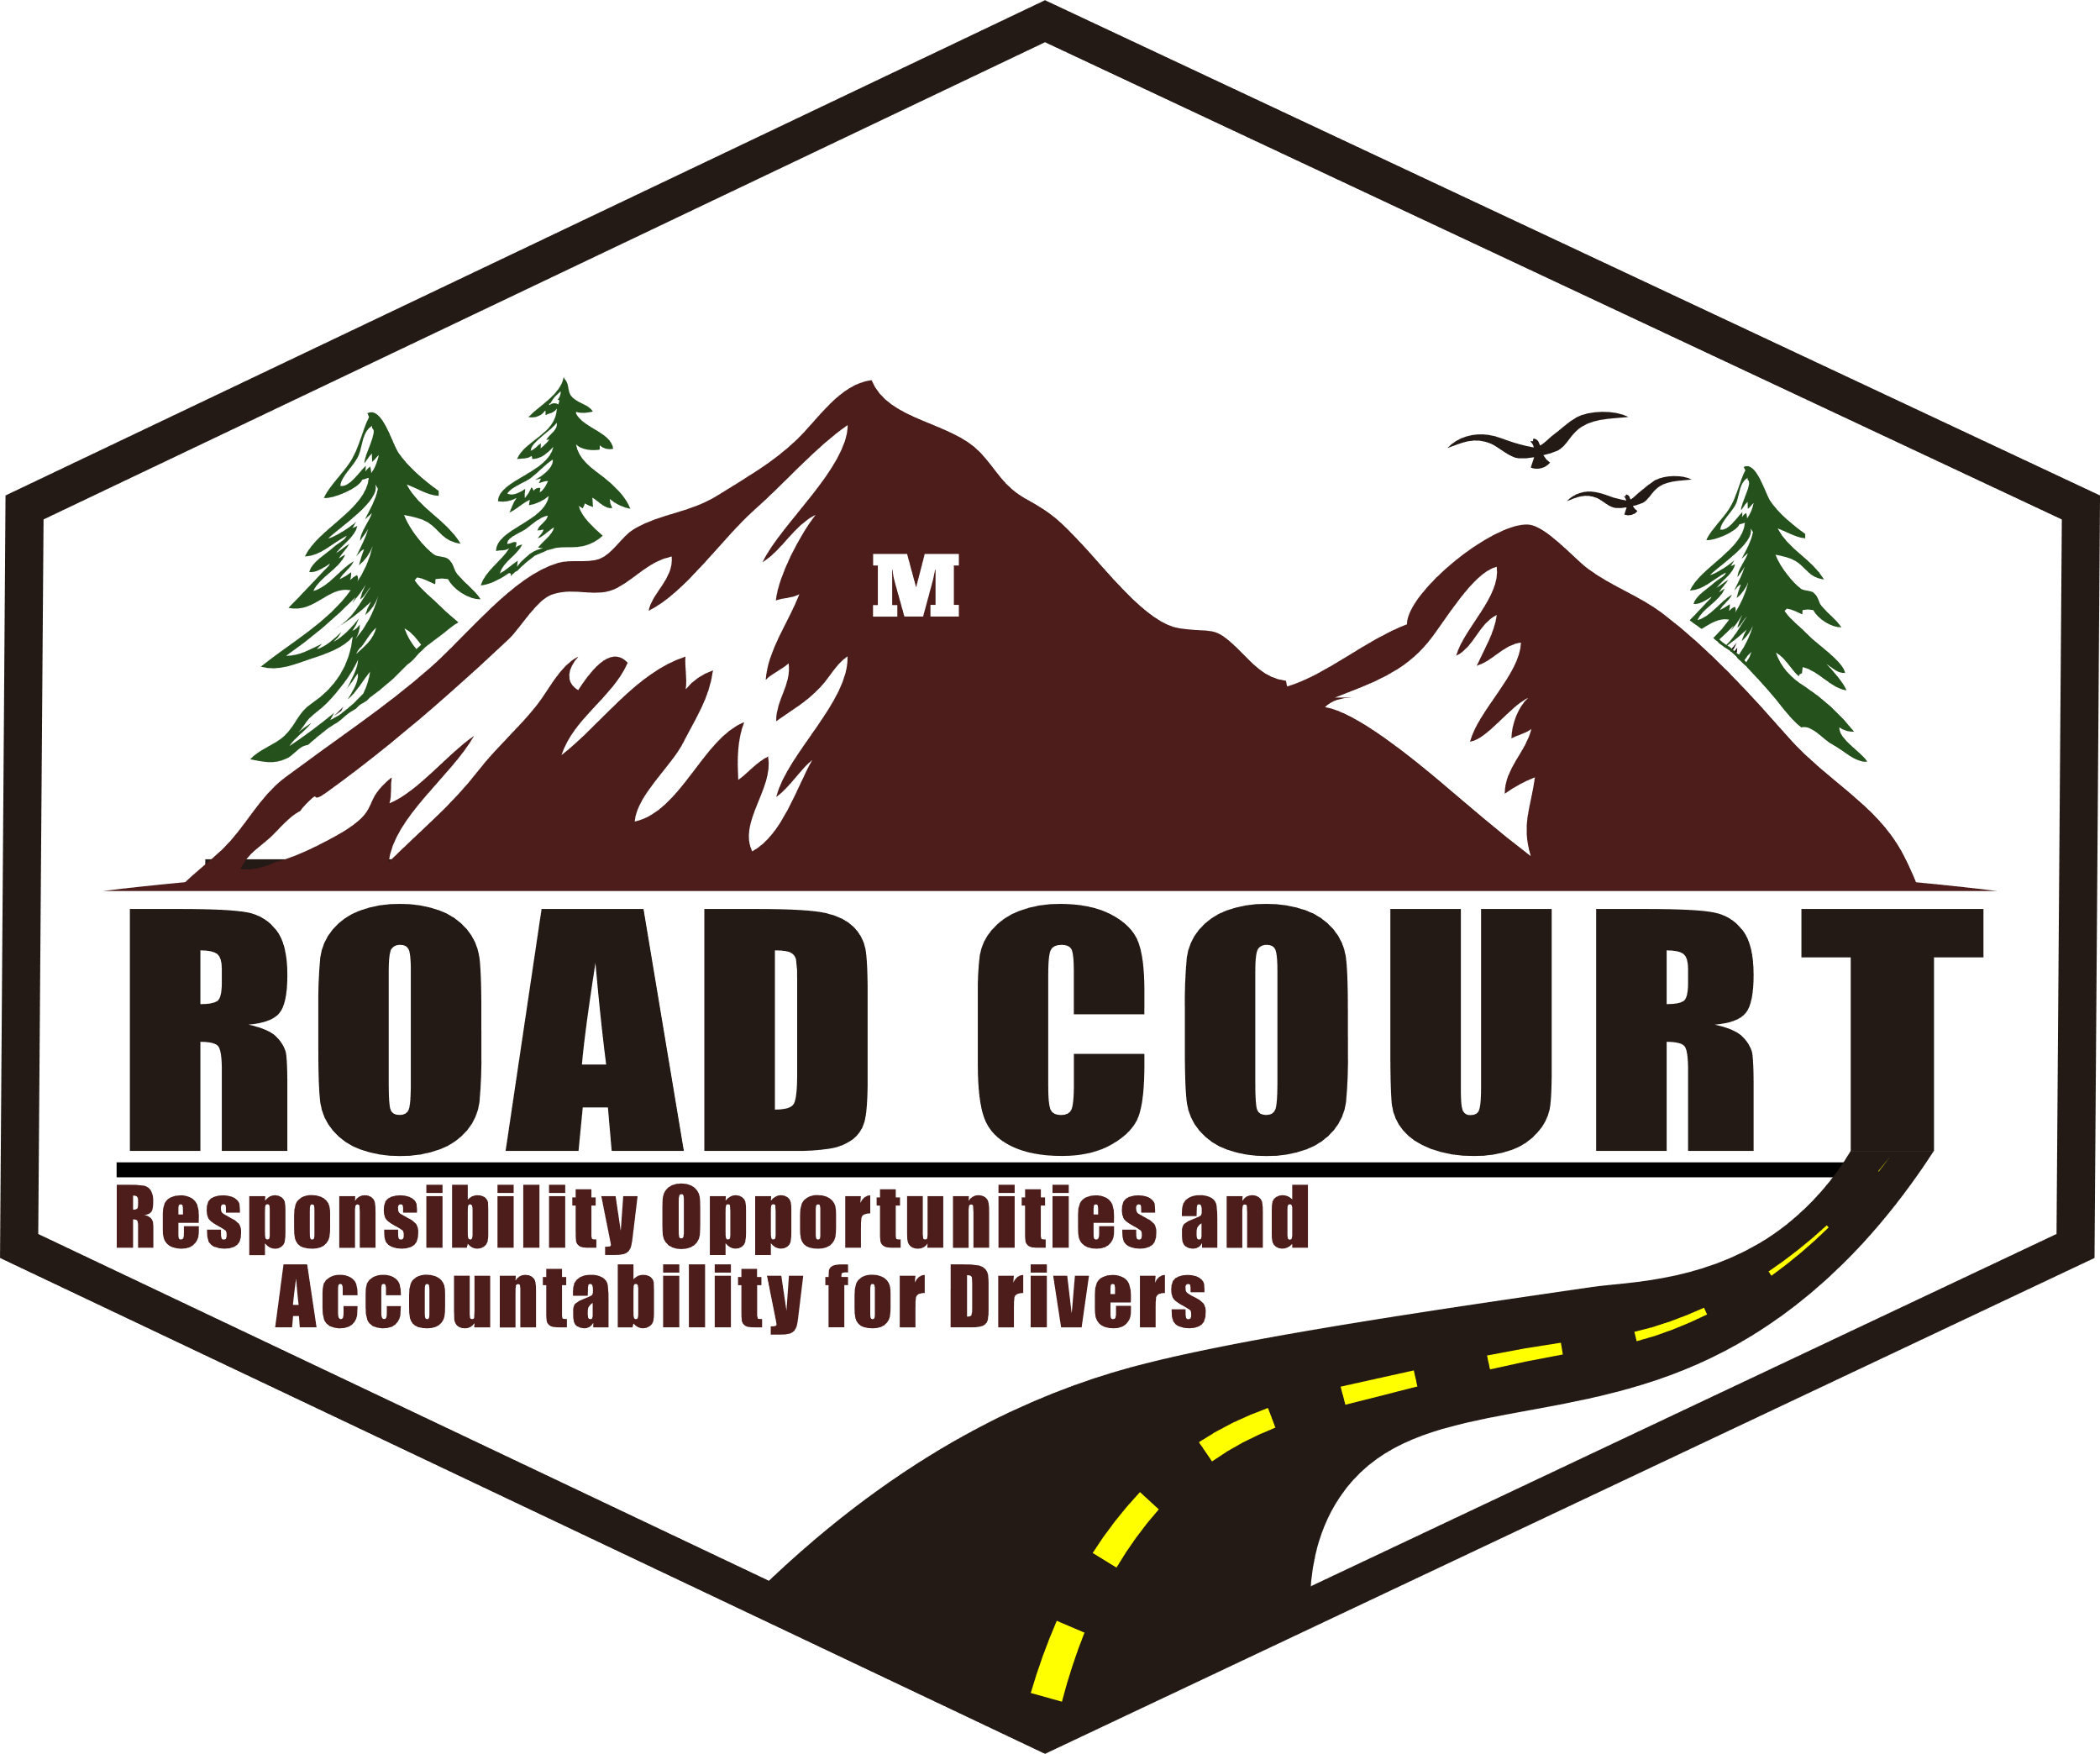 M
ROAD COURT
Responsibility Opportunities and
Accountability for Drivers